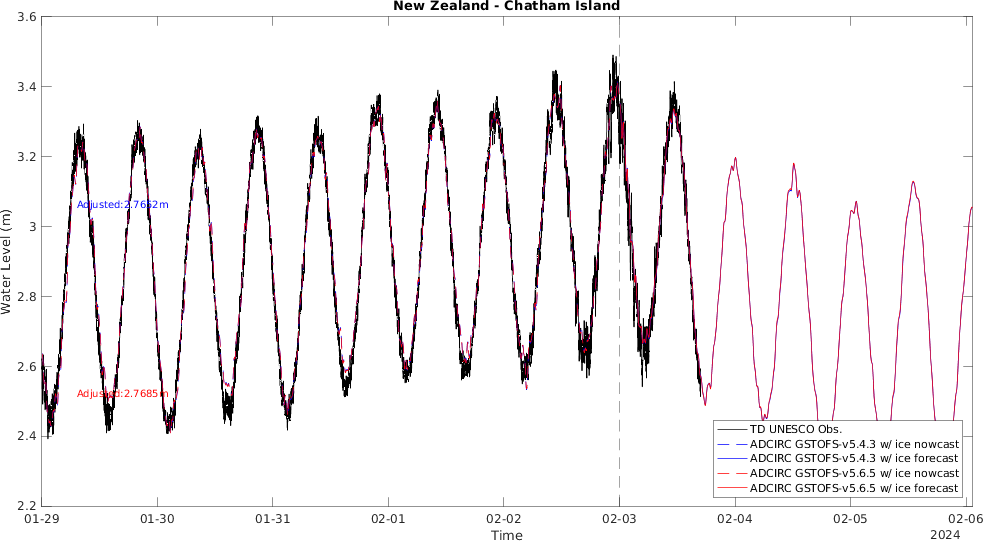 New Zealand - Chatham Island
3.6
3.4
3.2
3
2.8
2.6
2.4
2.2
Water Level (m)
Adjusted:2.7652m
Adjusted:2.7685m
TD UNESCO Obs.
ADCIRC GSTOFS-v5.4.3 w/ ice nowcast
ADCIRC GSTOFS-v5.4.3 w/ ice forecast
ADCIRC GSTOFS-v5.6.5 w/ ice nowcast
ADCIRC GSTOFS-v5.6.5 w/ ice forecast
01-29 01-30 01-31 02-01 02-02 02-03 02-04 02-05 02-06
Time
2024